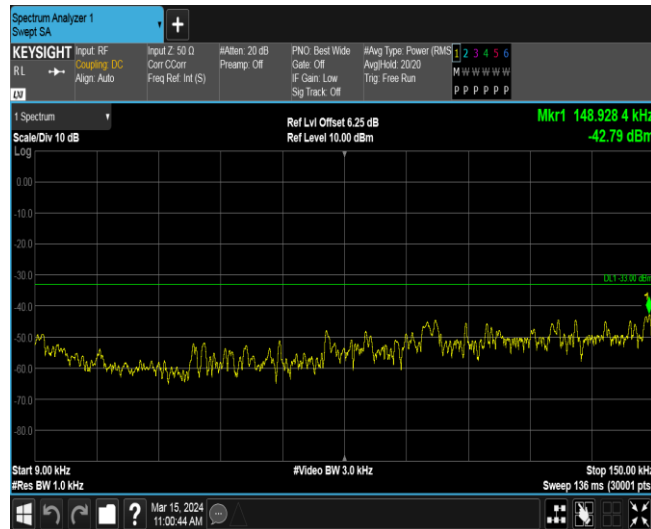 Spectrum Analyzer 1
Swept SA
+
KEYSIGHT Input: RF Input Z: 50 Ω #Atten: 20 dB PNO: Best Wide #Avg Type: Power (RMS 1 2 3 4 5 6
RL Coupling: DC Corr CCorr Preamp: Off Gate: Off Avg|Hold: 20/20 M W W W W W
Align: Auto Freq Ref: Int (S) IF Gain: Low Trig: Free Run
LXI Sig Track: Off P P P P P P
1 Spectrum Ref Lvl Offset 6.25 dB Mkr1 148.928 4 kHz
Scale/Div 10 dB Ref Level 10.00 dBm -42.79 dBm
Log
0.00
-10.0
-20.0
-30.0
DL1 -33.00 dBm
-40.0
-50.0
-60.0
-70.0
-80.0
Start 9.00 kHz #Video BW 3.0 kHz Stop 150.00 kHz
#Res BW 1.0 kHz Sweep 136 ms (30001 pts
? Mar 15, 2024
11:00:44 AM